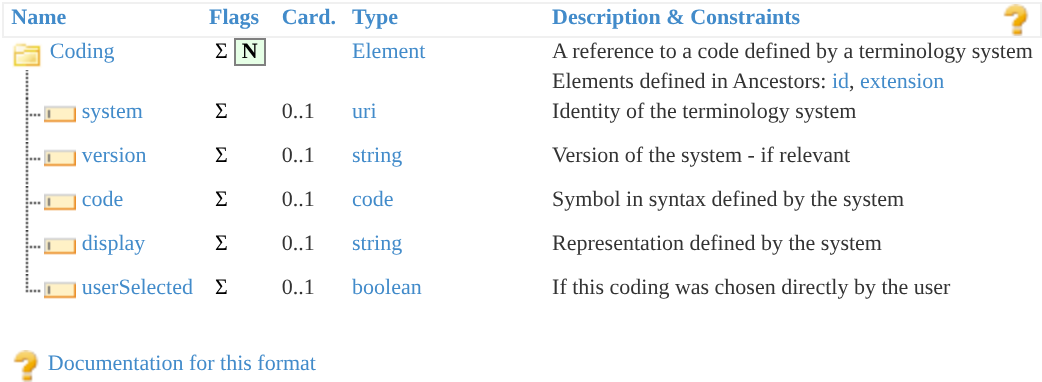 Name Flags Card. Type Description & Constraints
Coding Σ N Element A reference to a code defined by a terminology system
Elements defined in Ancestors: id, extension
system Σ 0..1 uri Identity of the terminology system
version Σ 0..1 string Version of the system - if relevant
code Σ 0..1 code Symbol in syntax defined by the system
display Σ 0..1 string Representation defined by the system
userSelected Σ 0..1 boolean If this coding was chosen directly by the user
Documentation for this format